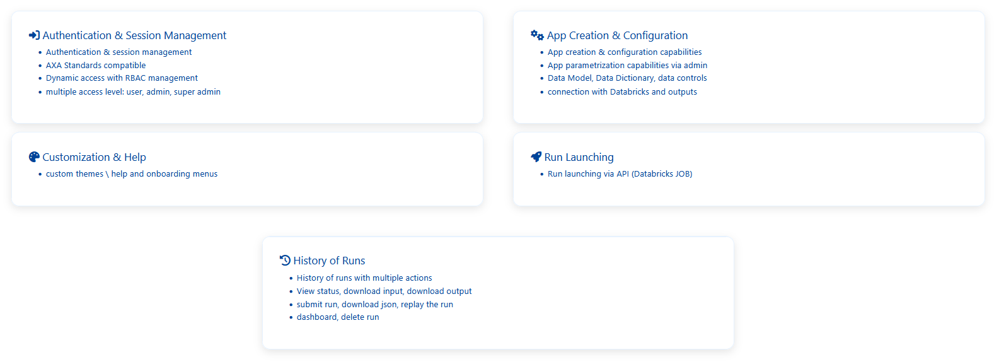 Authentication & Session Management
• Authentication & session management
• AXA Standards compatible
• Dynamic access with RBAC management
• multiple access level: user, admin, super admin
App Creation & Configuration
• App creation & configuration capabilities
• App parametrization capabilities via admin
• Data Model, Data Dictionary, data controls
• connection with Databricks and outputs
Customization & Help
• custom themes \ help and onboarding menus
Run Launching
• Run launching via API (Databricks JOB)
History of Runs
• History of runs with multiple actions
• View status, download input, download output
• submit run, download json, replay the run
• dashboard, delete run